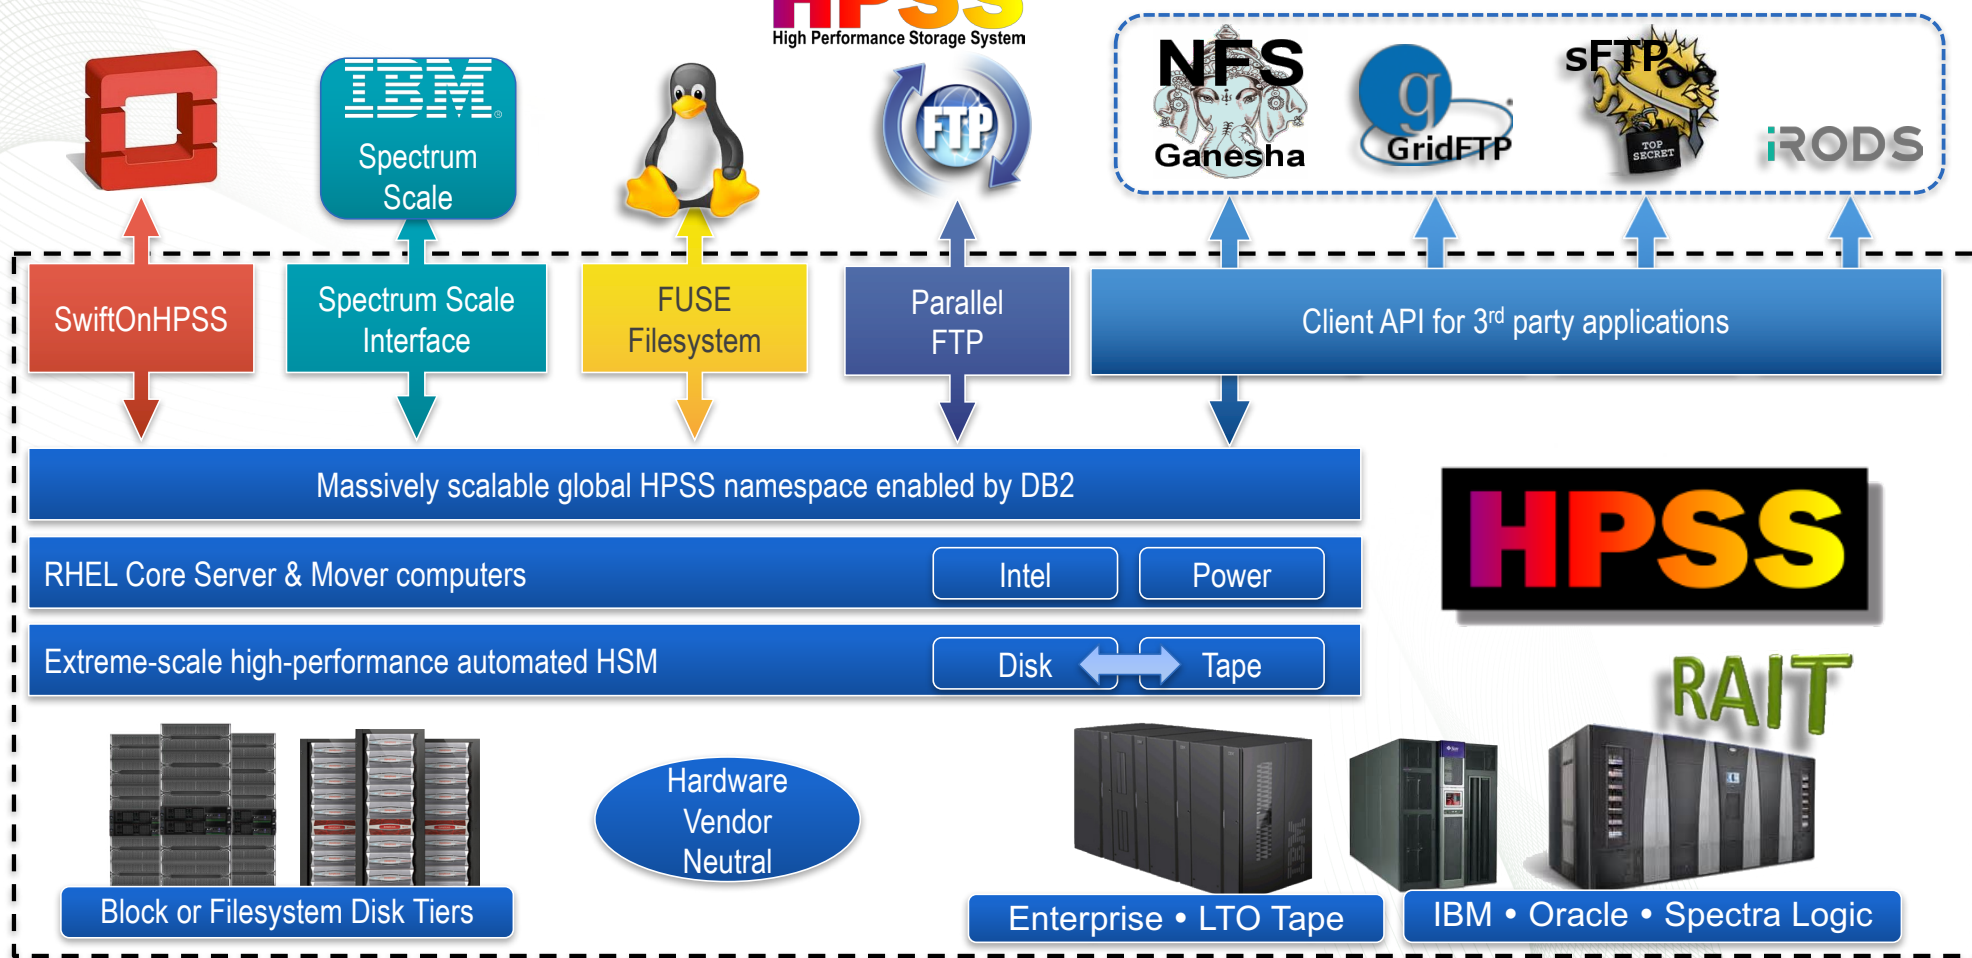 HPSS
High Performance Storage System
IBM
Spectrum
Scale
FTP
NFS
Ganesha
g
GridFTP
sFTP
TOP
SECRET
iRODS
SwiftOnHPSS
Spectrum Scale
Interface
FUSE
Filesystem
Parallel
FTP
Client API for 3rd party applications
Massively scalable global HPSS namespace enabled by DB2
RHEL Core Server & Mover computers
Intel
Power
Extreme-scale high-performance automated HSM
Disk
Tape
HPSS
RAIT
Hardware
Vendor
Neutral
IBM
Block or Filesystem Disk Tiers
Enterprise • LTO Tape
IBM • Oracle • Spectra Logic